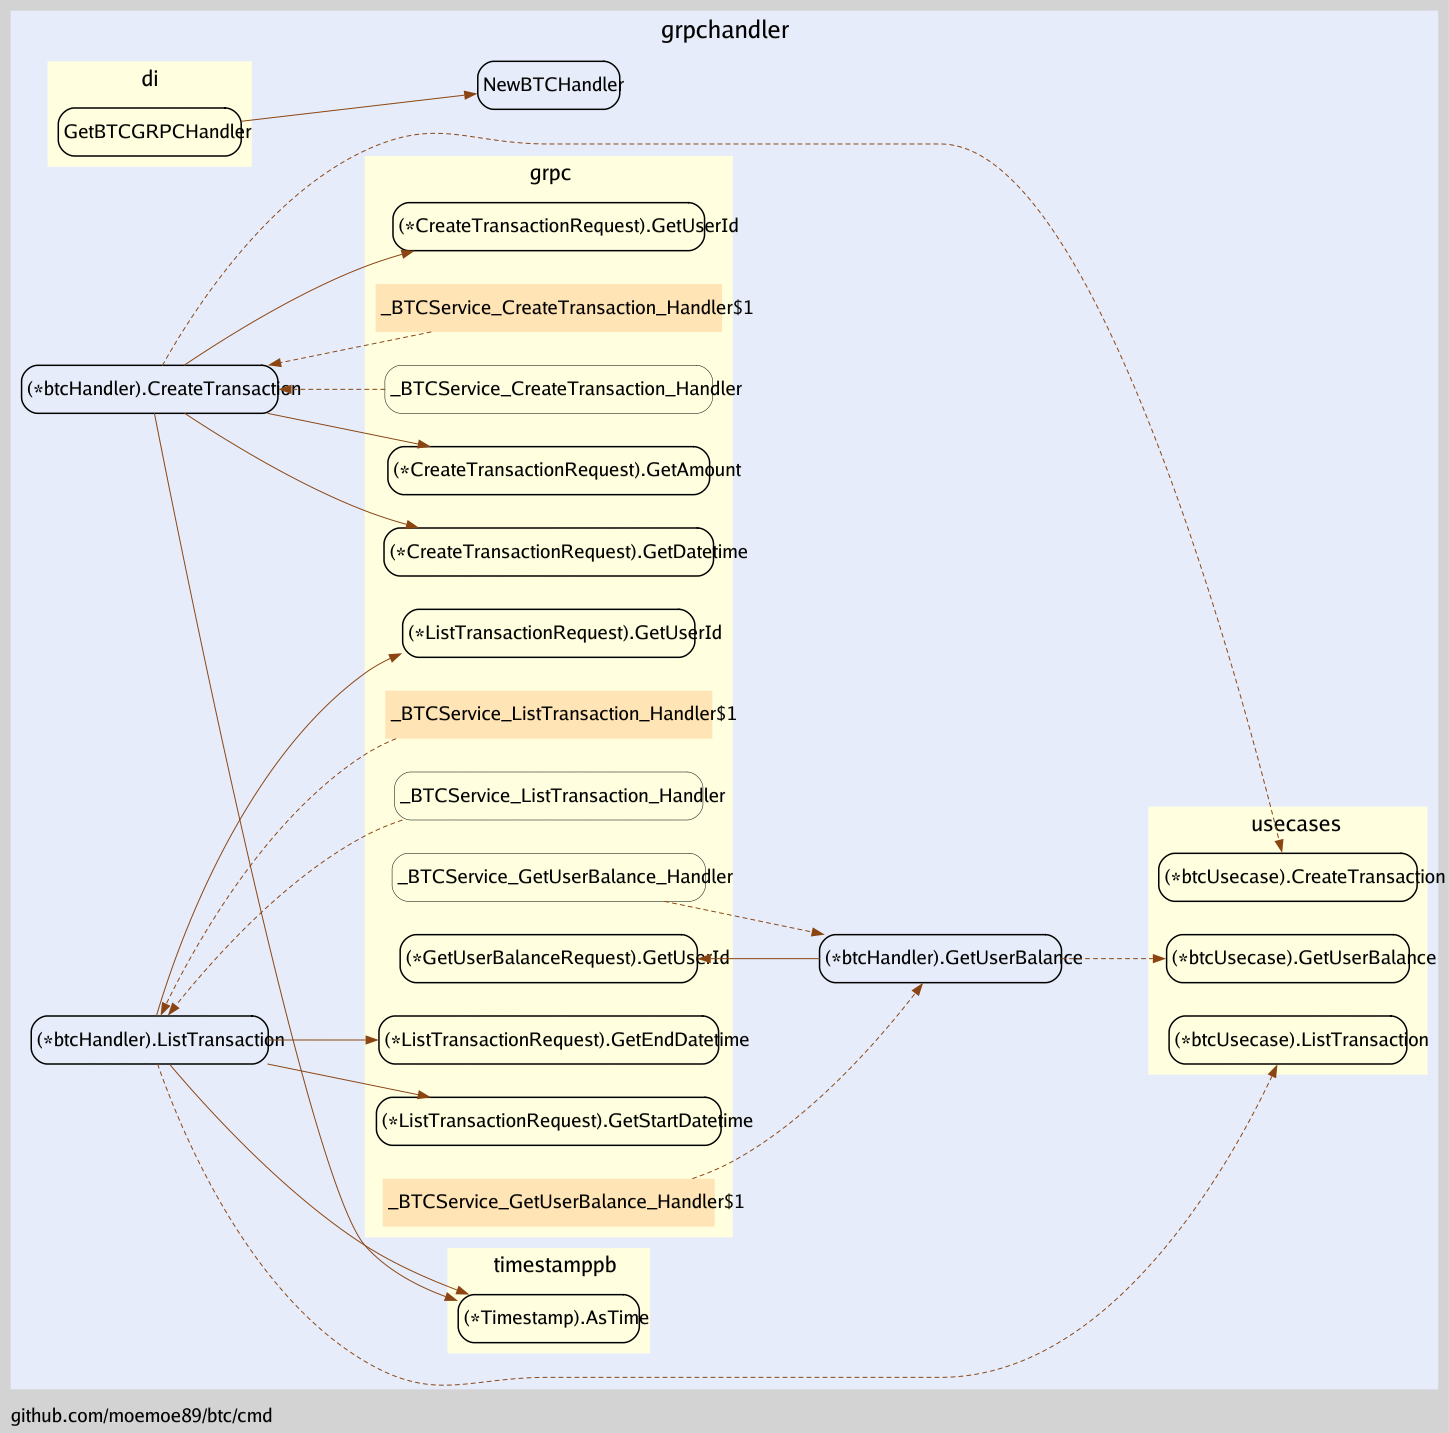 grpchandler
di
GetBTCGRPCHandler
NewBTCHandler
grpc
(*CreateTransactionRequest).GetUserId
_BTCService_CreateTransaction_Handler$1
(*btcHandler).CreateTransaction
_BTCService_CreateTransaction_Handler
(*CreateTransactionRequest).GetAmount
(*CreateTransactionRequest).GetDatetime
(*ListTransactionRequest).GetUserId
_BTCService_ListTransaction_Handler$1
_BTCService_ListTransaction_Handler
_BTCService_GetUserBalance_Handler
(*GetUserBalanceRequest).GetUserId
(*btcHandler).GetUserBalance
usecases
(*btcUsecase).CreateTransaction
(*btcUsecase).GetUserBalance
(*btcUsecase).ListTransaction
(*btcHandler).ListTransaction
(*ListTransactionRequest).GetEndDatetime
(*ListTransactionRequest).GetStartDatetime
_BTCService_GetUserBalance_Handler$1
timestamppb
(*Timestamp).AsTime
github.com/moemoe89/btc/cmd